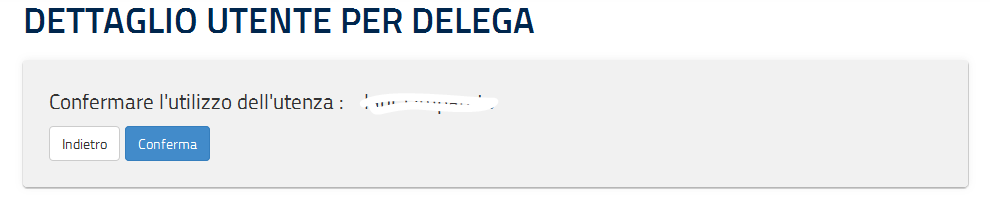 DETTAGLIO UTENTE PER DELEGA
Confermare l'utilizzo dell'utenza :
Indietro Conferma